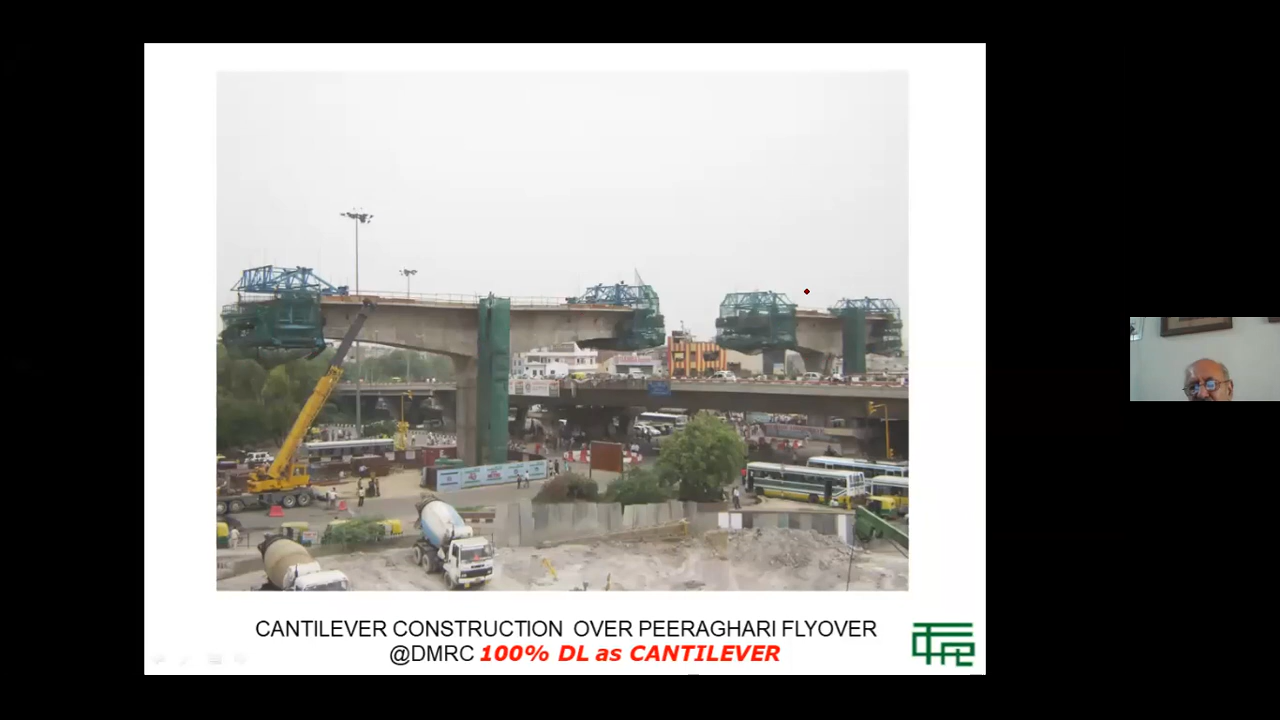 CANTILEVER CONSTRUCTION OVER PEERAGHARI FLYOVER
@DMRC 100% DL as CANTILEVER